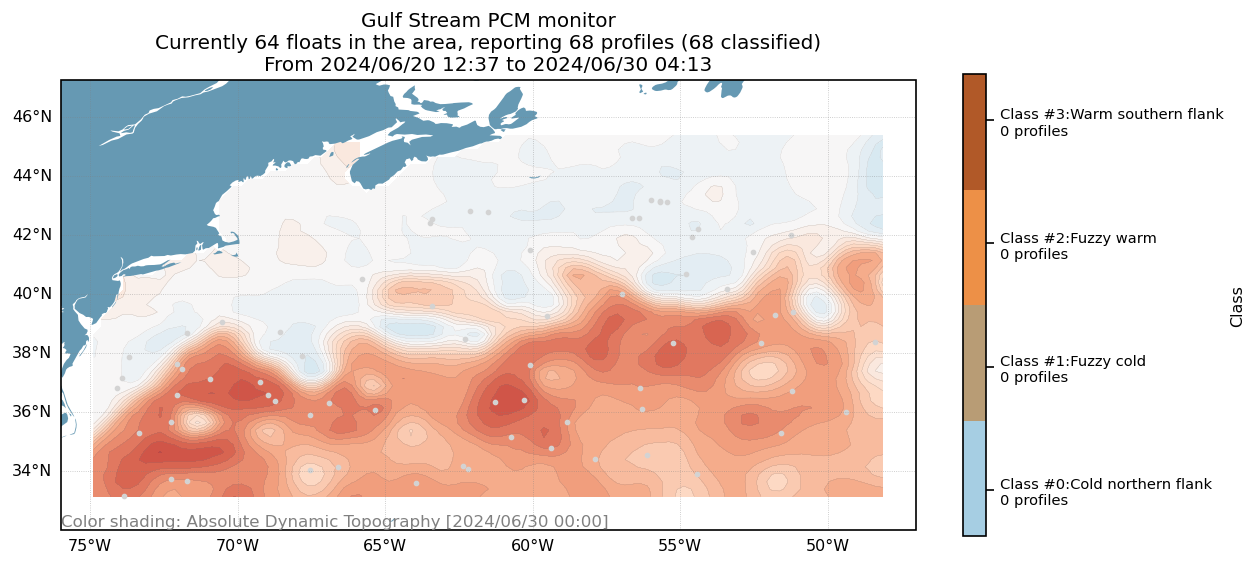 Gulf Stream PCM monitor
Currently 64 floats in the area, reporting 68 profiles (68 classified)
From 2024/06/20 12:37 to 2024/06/30 04:13
46°N
44°N
42°N
40°N
38°N
36°N
34°N
Color shading: Absolute Dynamic Topography [2024/06/30 00:00]
75°W
70°W
65°W
60°W
55°W
50°W
Class #3:Warm southern flank
0 profiles
Class #2:Fuzzy warm
0 profiles
Class #1:Fuzzy cold
0 profiles
Class #0:Cold northern flank
0 profiles
Class